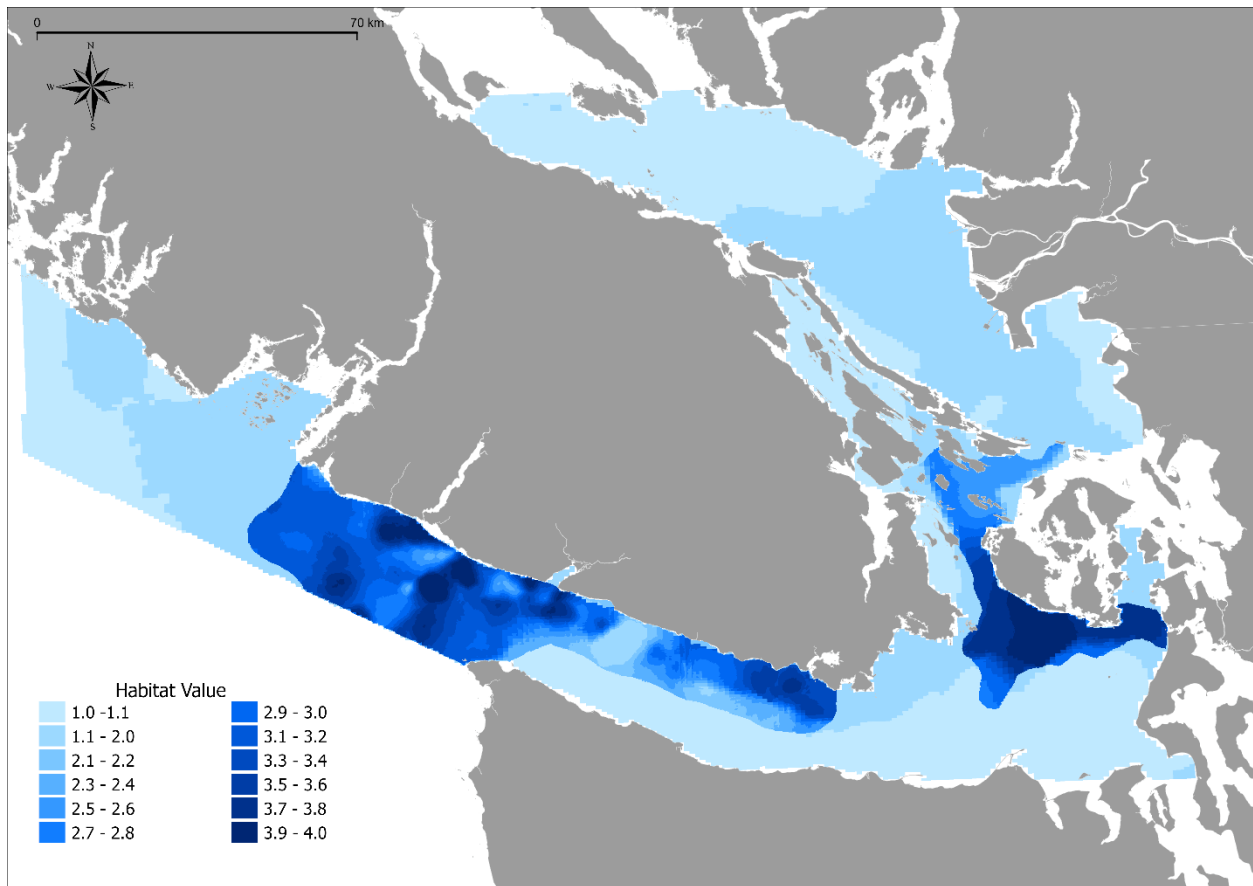 0 70 km
N
W E
S
Habitat Value
1.0 -1.1 2.9 - 3.0
1.1 - 2.0 3.1 - 3.2
2.1 - 2.2 3.3 - 3.4
2.3 - 2.4 3.5 - 3.6
2.5 - 2.6 3.7 - 3.8
2.7 - 2.8 3.9 - 4.0